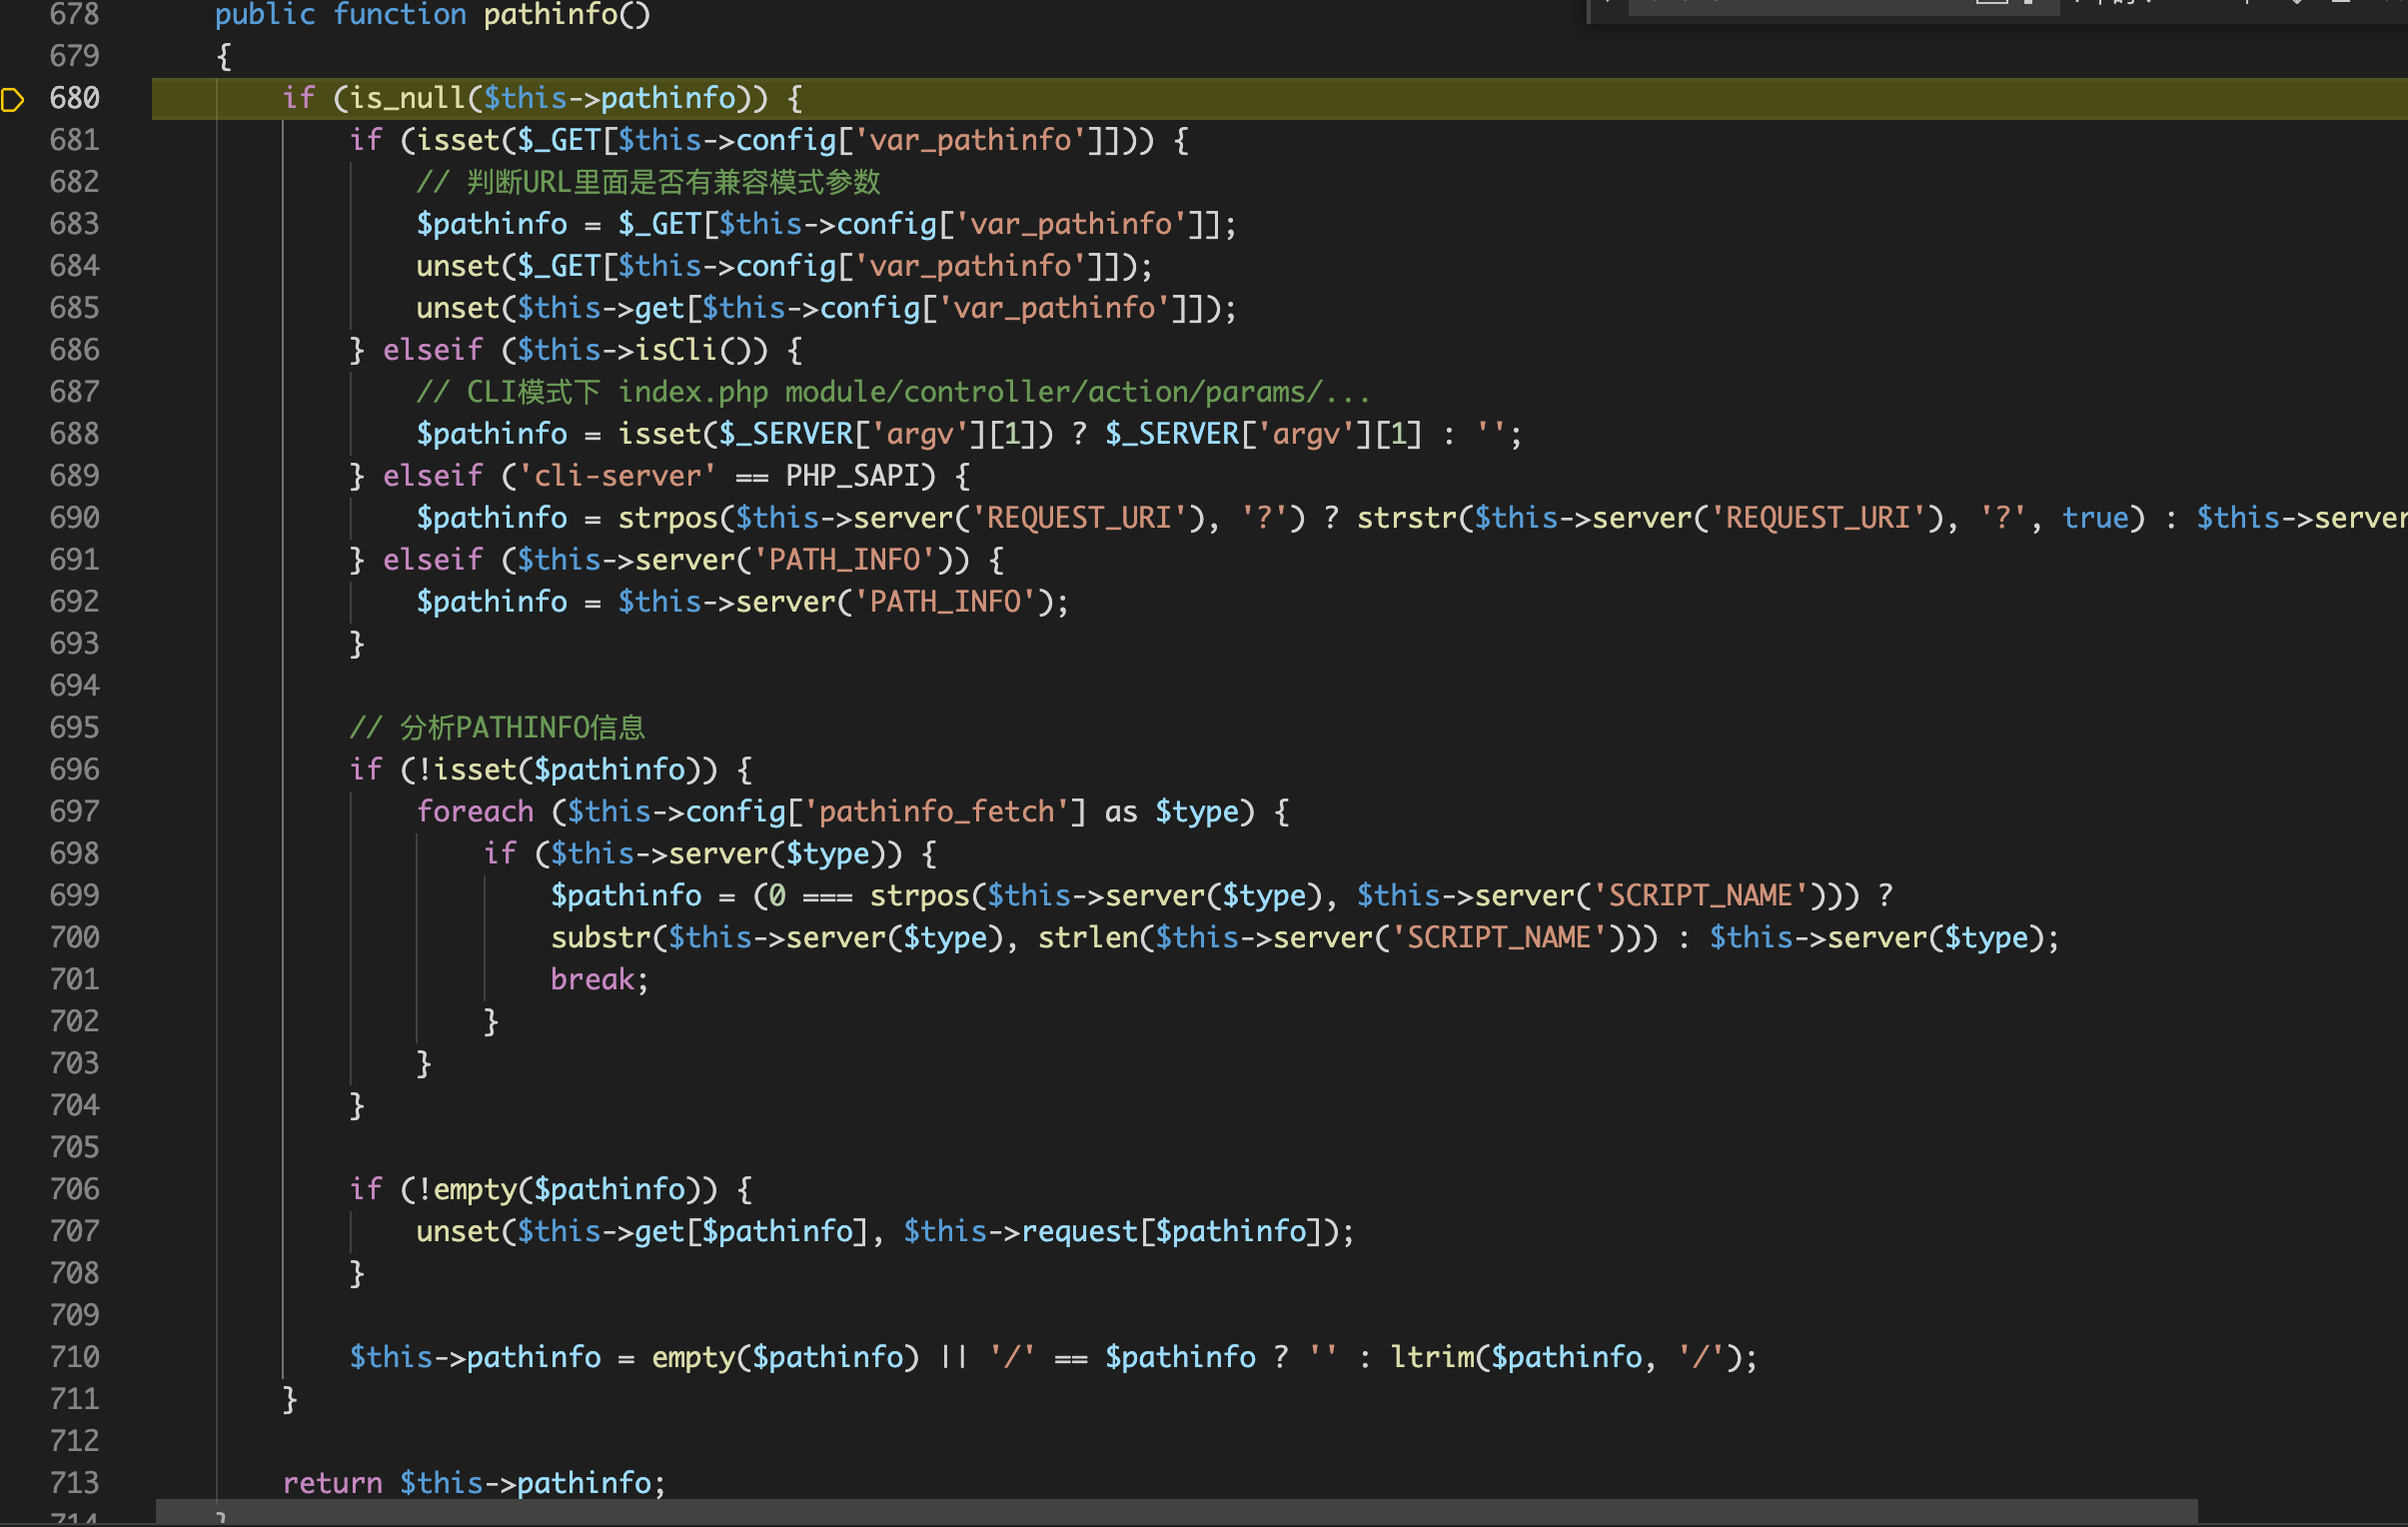 678 public function pathinfo()
679 {
680 if (is_null($this->pathinfo)) {
681 if (isset($_GET[$this->config['var_pathinfo']])) {
682 // 判断URL里面是否有兼容模式参数
683 $pathinfo = $_GET[$this->config['var_pathinfo']];
684 unset($_GET[$this->config['var_pathinfo']]);
685 unset($this->get[$this->config['var_pathinfo']]);
686 } elseif ($this->isCli()) {
687 // CLI模式下 index.php module/controller/action/params/...
688 $pathinfo = isset($_SERVER['argv'][1]) ? $_SERVER['argv'][1] : '';
689 } elseif ('cli-server' == PHP_SAPI) {
690 $pathinfo = strpos($this->server('REQUEST_URI'), '?') ? strstr($this->server('REQUEST_URI'), '?', true) : $this->server
691 } elseif ($this->server('PATH_INFO')) {
692 $pathinfo = $this->server('PATH_INFO');
693 }
694
695 // 分析PATHINFO信息
696 if (!isset($pathinfo)) {
697 foreach ($this->config['pathinfo_fetch'] as $type) {
698 if ($this->server($type)) {
699 $pathinfo = (0 === strpos($this->server($type), $this->server('SCRIPT_NAME'))) ?
700 substr($this->server($type), strlen($this->server('SCRIPT_NAME'))) : $this->server($type);
701 break;
702 }
703 }
704 }
705
706 if (!empty($pathinfo)) {
707 unset($this->get[$pathinfo], $this->request[$pathinfo]);
708 }
709
710 $this->pathinfo = empty($pathinfo) || '/' == $pathinfo ? '' : ltrim($pathinfo, '/');
711 }
712
713 return $this->pathinfo;
714 }